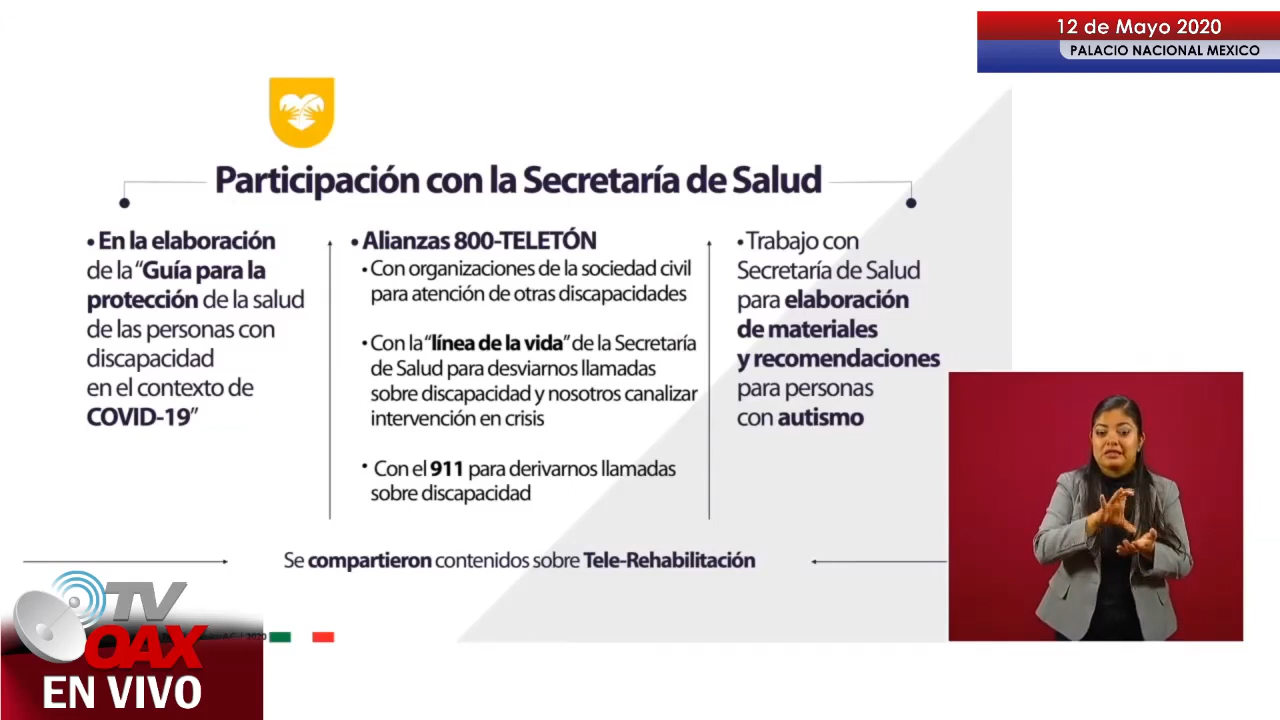 12 de Mayo 2020
PALACIO NACIONAL MEXICO
Participación con la Secretaría de Salud
• En la elaboración
de la “Guía para la
protección de la salud
de las personas con
discapacidad
en el contexto de
COVID-19”
• Alianzas 800-TELETÓN
• Con organizaciones de la sociedad civil
para atención de otras discapacidades
• Con la “línea de la vida” de la Secretaría
de Salud para desviarnos llamadas
sobre discapacidad y nosotros canalizar
intervención en crisis
• Con el 911 para derivarnos llamadas
sobre discapacidad
• Trabajo con
Secretaría de Salud
para elaboración
de materiales
y recomendaciones
para personas
con autismo
Se compartieron contenidos sobre Tele-Rehabilitación
2020
TV
OAX
EN VIVO